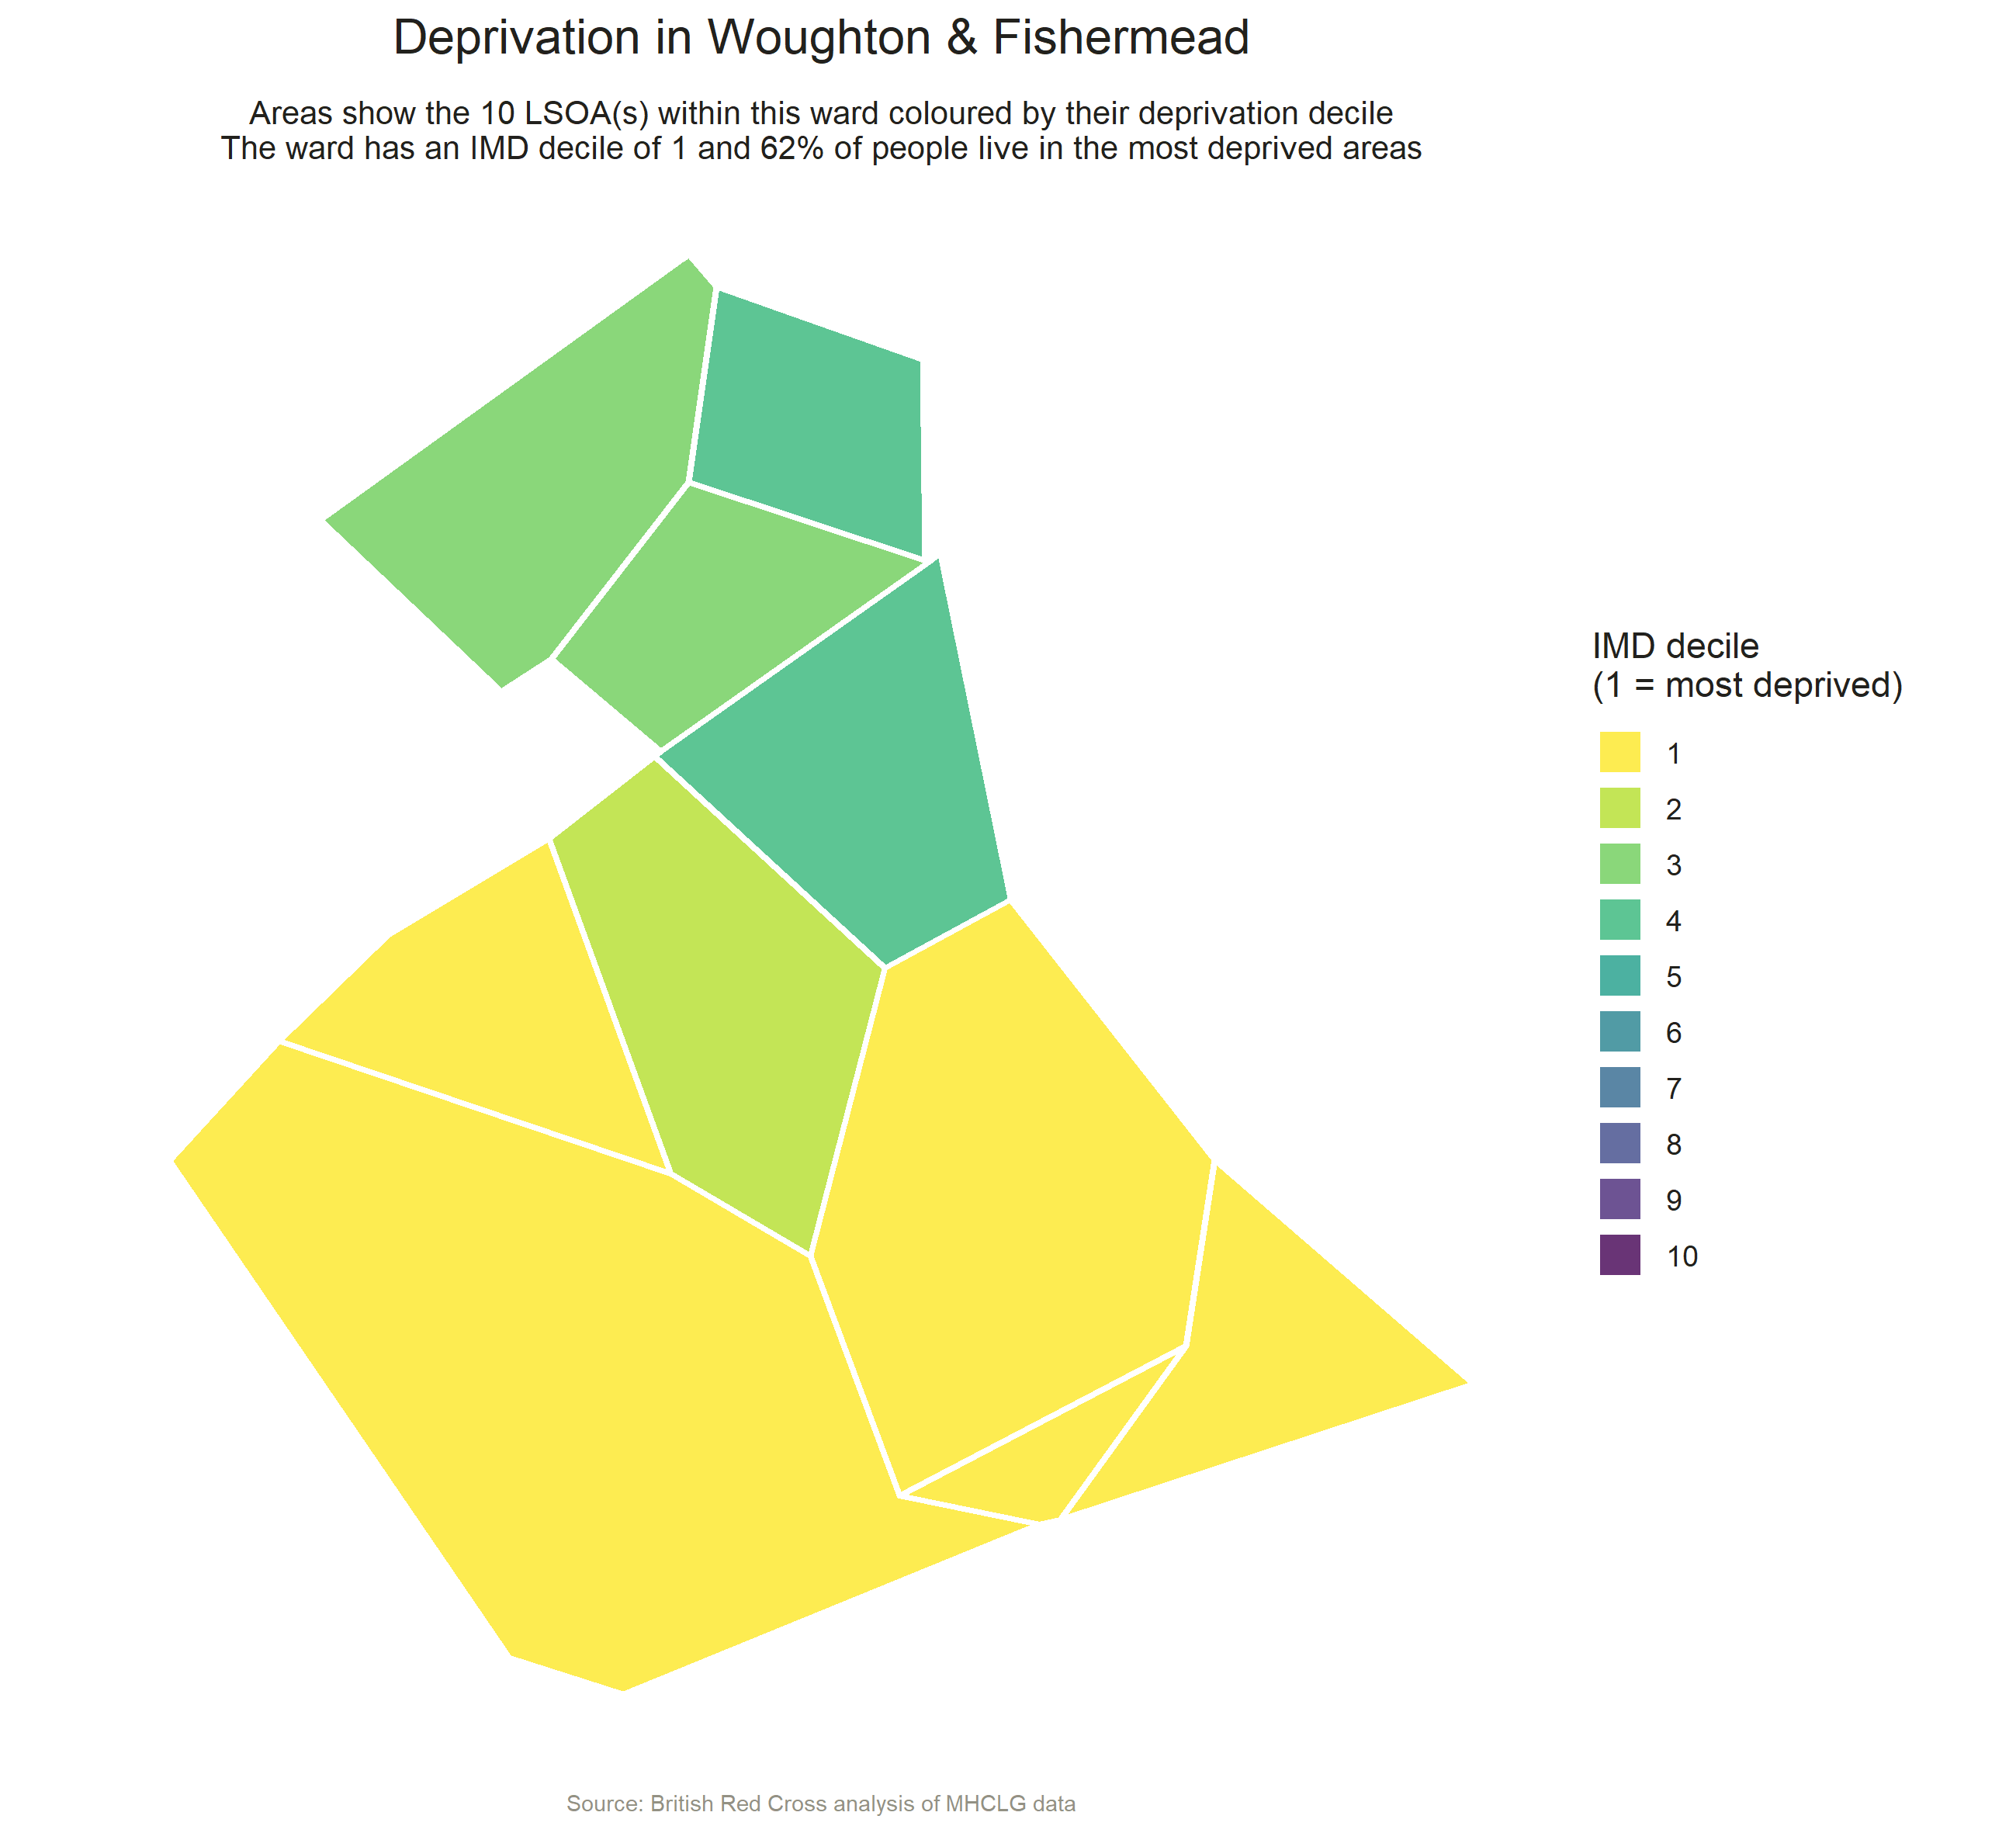 Deprivation in Woughton & Fishermead
Areas show the 10 LSOA(s) within this ward coloured by their deprivation decile
The ward has an IMD decile of 1 and 62% of people live in the most deprived areas
IMD decile
(1 = most deprived)
1
2
3
4
5
6
7
8
9
10
Source: British Red Cross analysis of MHCLG data